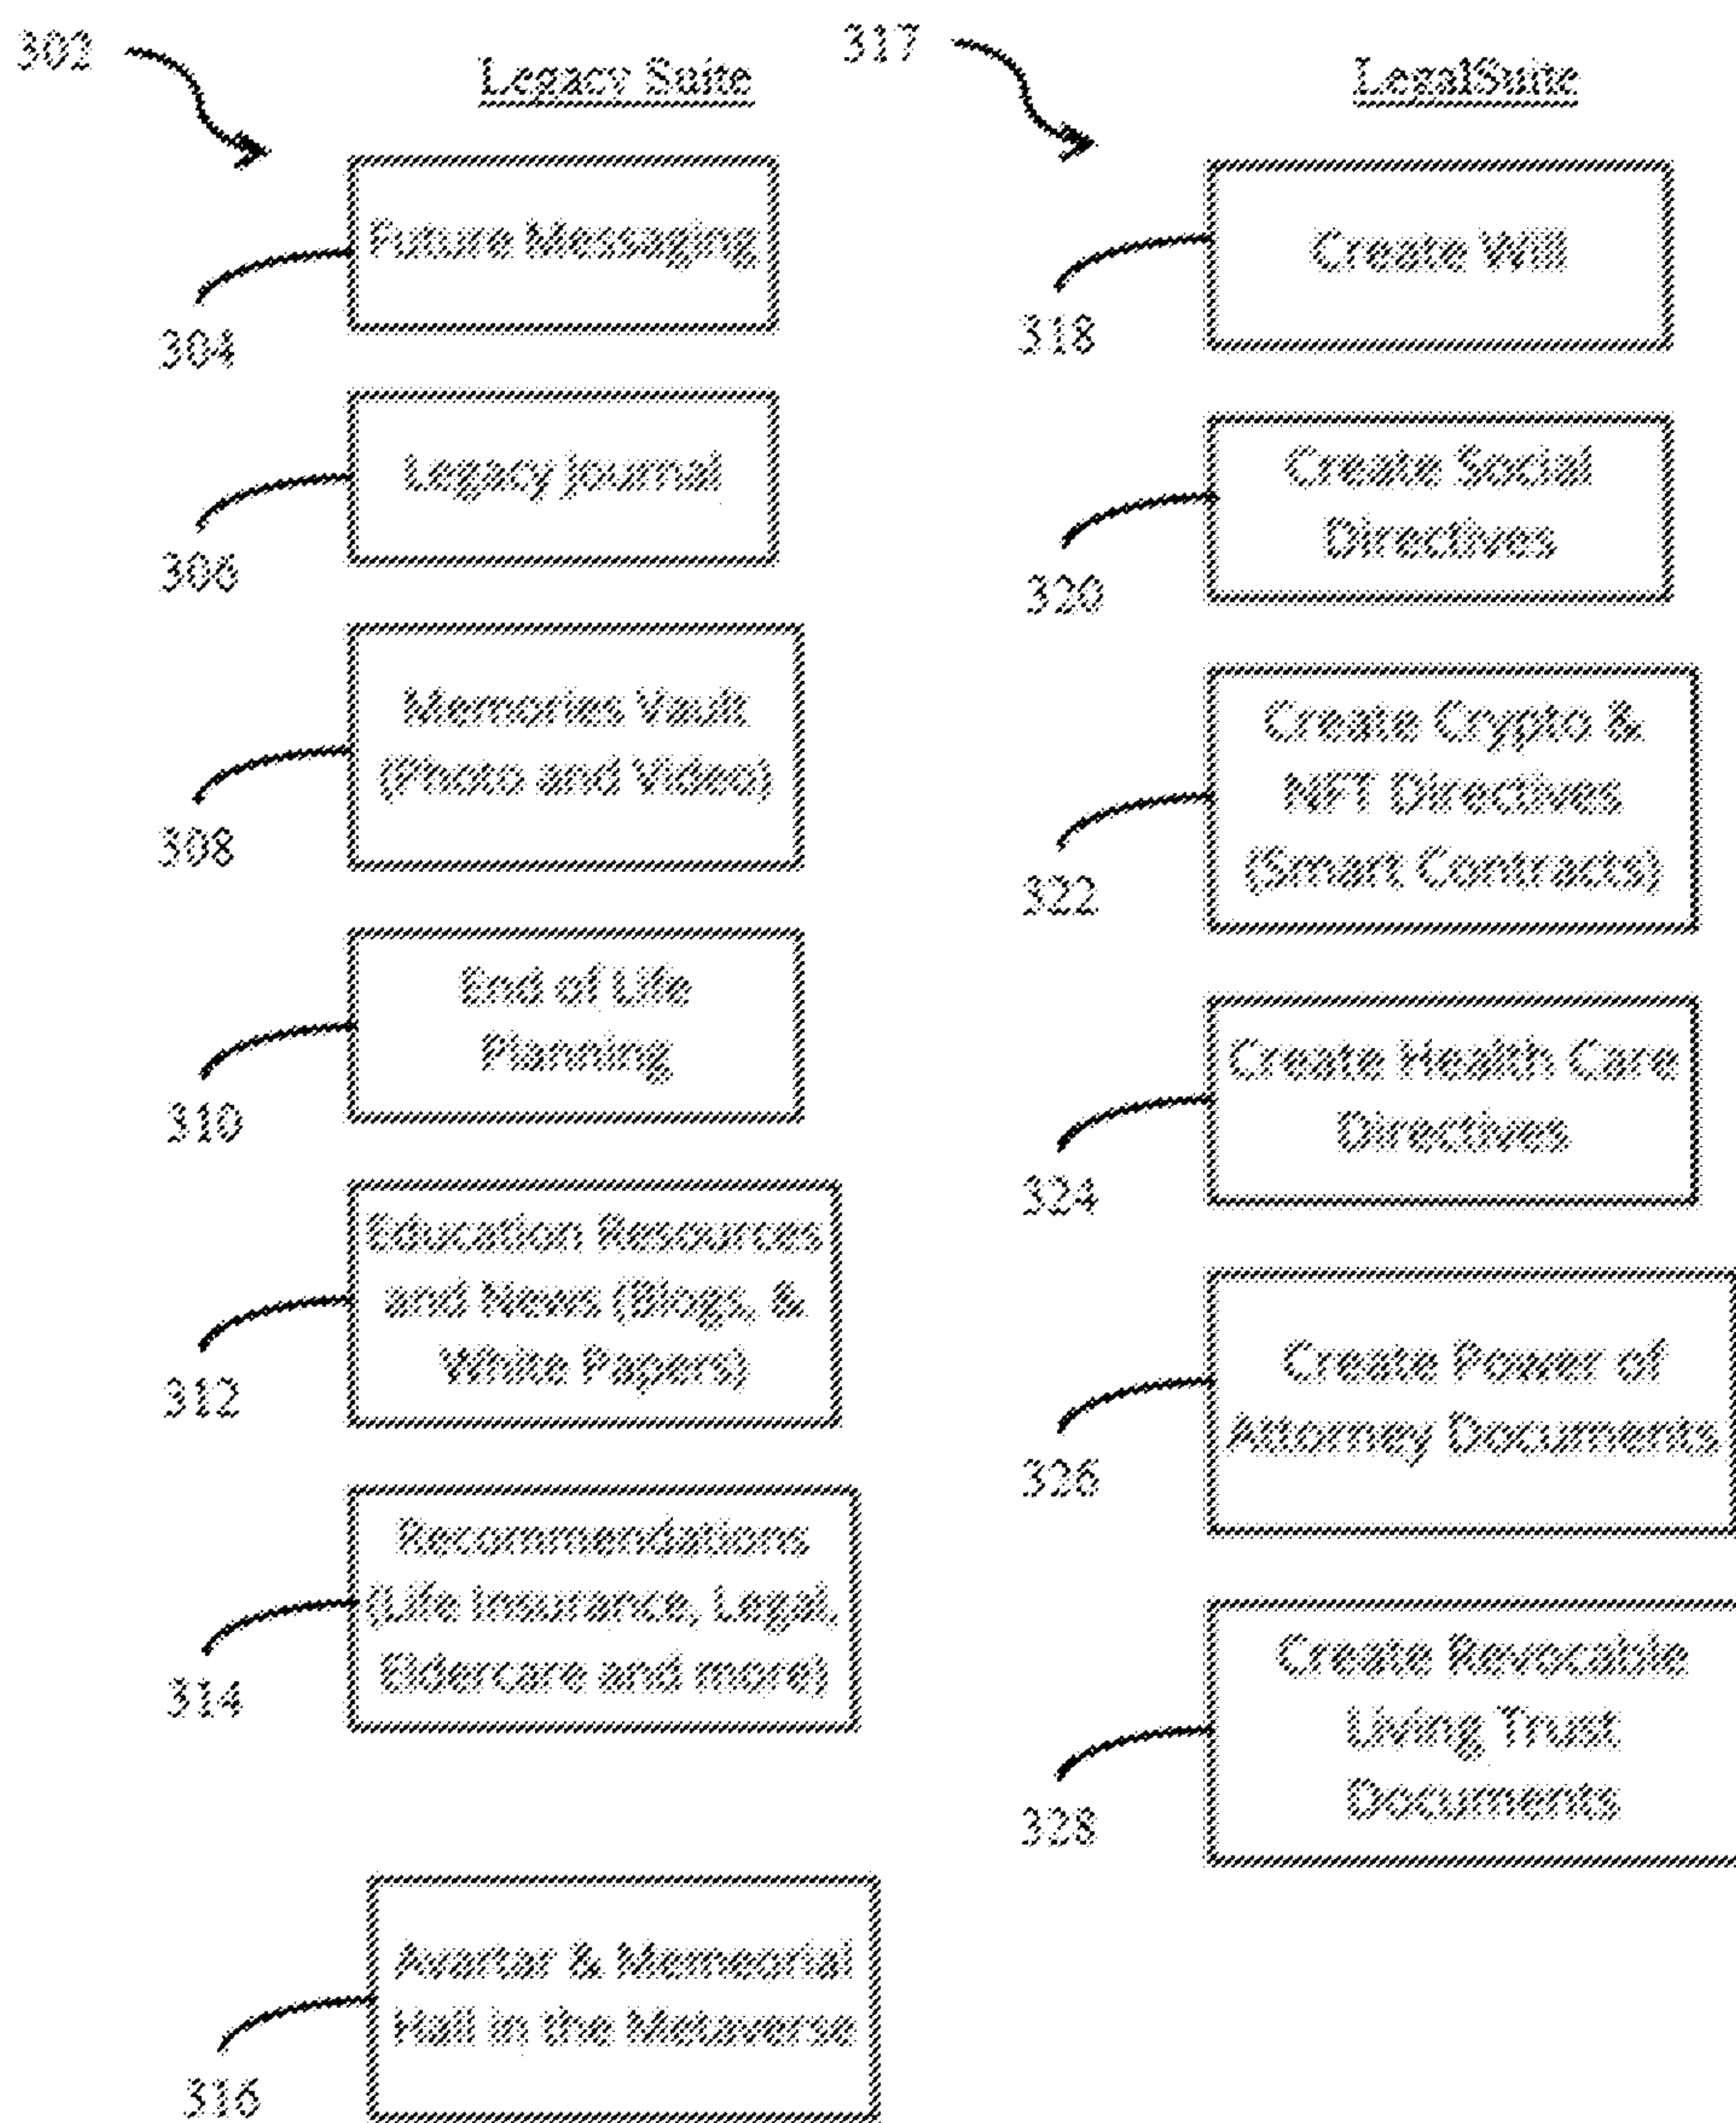 302
Legacy Suite
Future Messaging
304
Legacy journal
306
Memories Vault
(Photo and Video)
308
End of Life
Planning
310
Education Resources
and News (Blogs, &
White Papers)
312
Recommendations
(Life Insurance, Legal,
Eldercare and more)
314
Avartar & Memeorial
Hall in the Metaverse
316
317
LegalSuite
Create Will
318
Create Social
Directives
320
Create Crypto &
NFT Directives
(Smart Contracts)
322
Create Health Care
Directives
324
Create Power of
Attorney Documents
326
Create Revocable
Living Trust
Documents
328